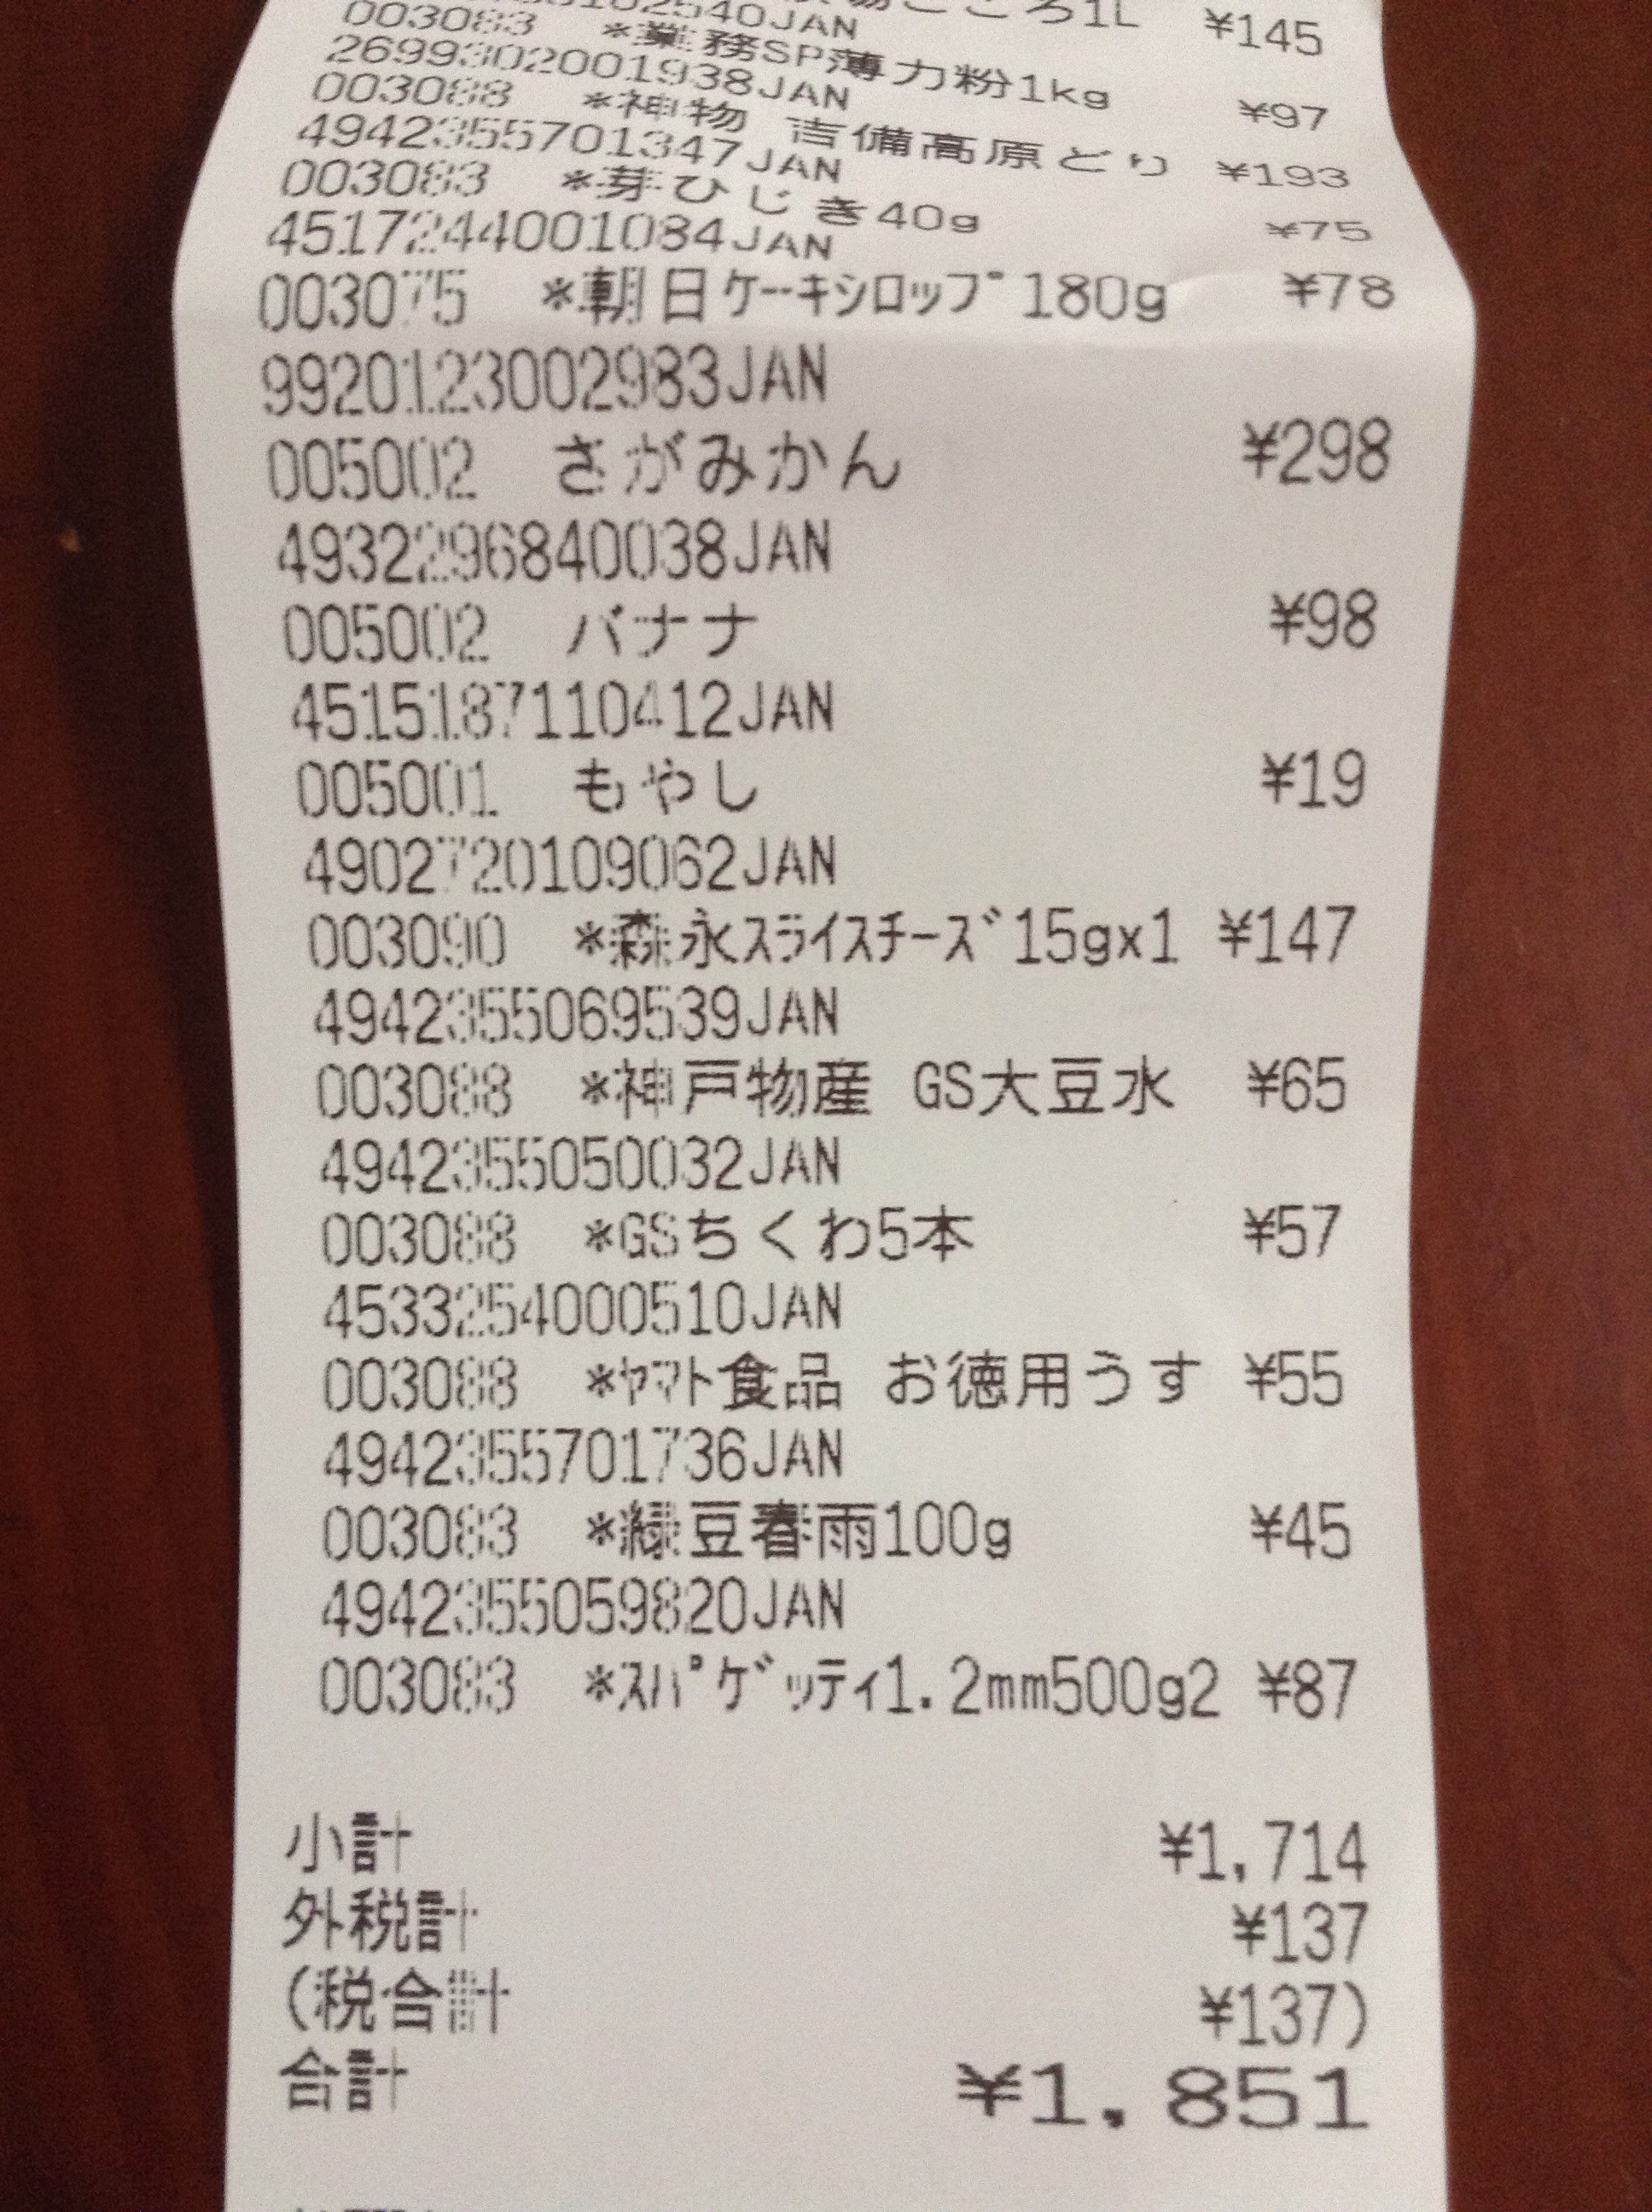 こころ1L ¥145
2540JAN
003083 *業務SP薄力粉1kg ¥97
2699302001938JAN
003088 *神物 吉備高原どり ¥193
4942355701347JAN
003083 *芽ひじき40g ¥75
4517244001084JAN
003075 *朝日ケーキシロップ180g ¥78
9920123002983JAN
005002 さがみかん ¥298
4932296840038JAN
005002 バナナ ¥98
4515187110412JAN
005001 もやし ¥19
4902720109062JAN
003090 *森永スライスチーズ15gx1 ¥147
4942355069539JAN
003088 *神戸物産 GS大豆水 ¥65
4942355050032JAN
003088 *GSちくわ5本 ¥57
4533254000510JAN
003088 *ヤマト食品 お徳用うす ¥55
4942355701736JAN
003083 *緑豆春雨100g ¥45
4942355059820JAN
003083 *スパゲッティ1.2mm500g2 ¥87
小計 ¥1,714
外税計 ¥137
(税合計 ¥137)
合計 ¥1,851